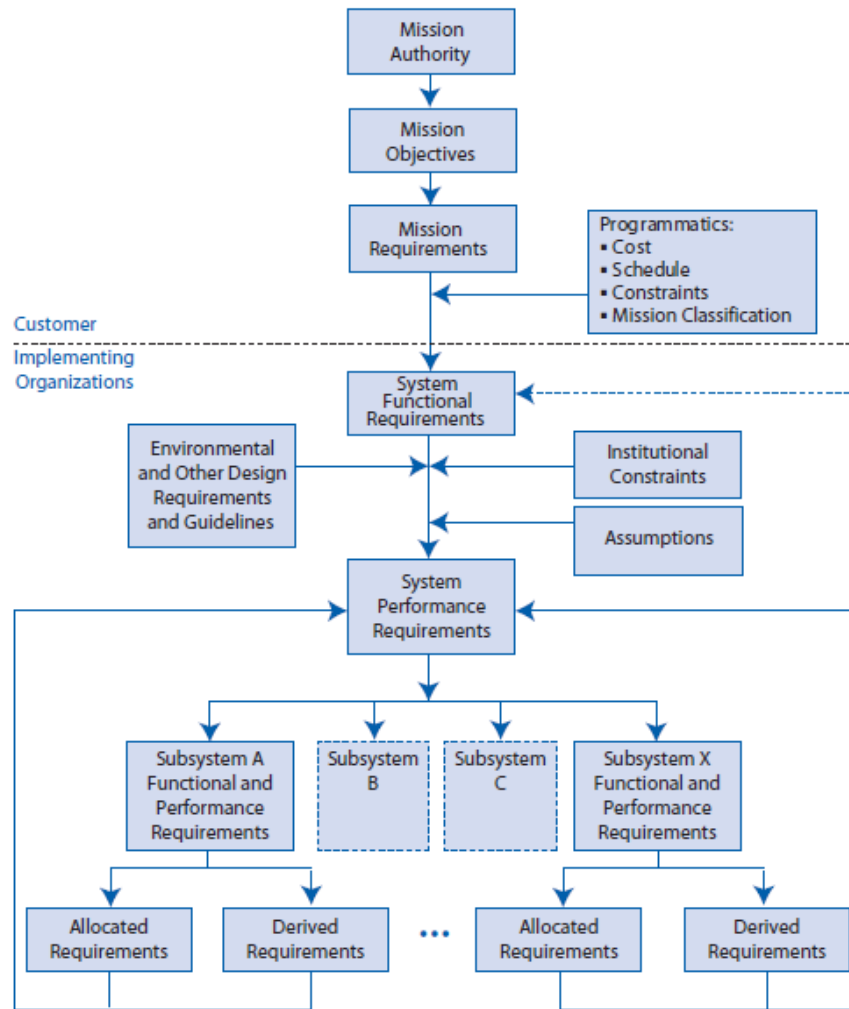 Mission
Authority
Mission
Objectives
Mission
Requirements
Programmatics:
▪ Cost
▪ Schedule
▪ Constraints
▪ Mission Classification
Customer
Implementing
Organizations
System
Functional
Requirements
Environmental
and Other Design
Requirements
and Guidelines
Institutional
Constraints
Assumptions
System
Performance
Requirements
Subsystem A
Functional and
Performance
Requirements
Subsystem
B
Subsystem
C
Subsystem X
Functional and
Performance
Requirements
Allocated
Requirements
Derived
Requirements
•••
Allocated
Requirements
Derived
Requirements